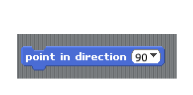 point in direction 90